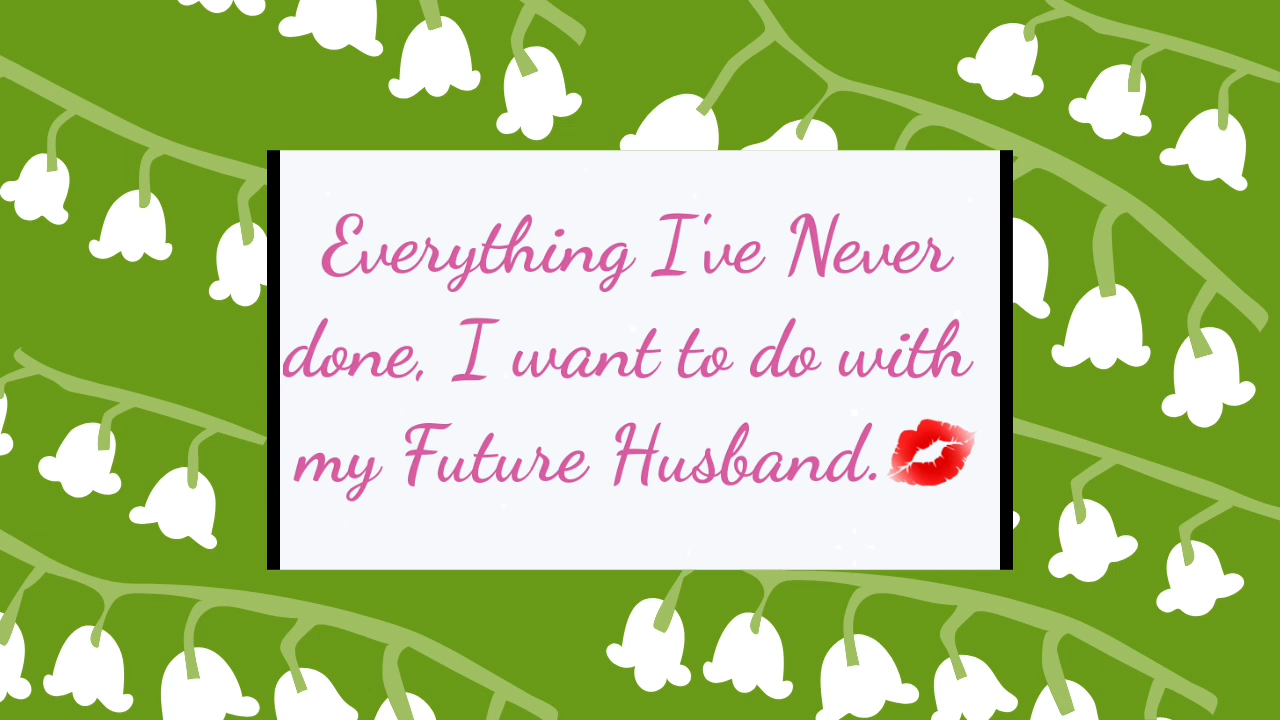 Everything I've Never
done, I want to do with
my Future Husband.💋